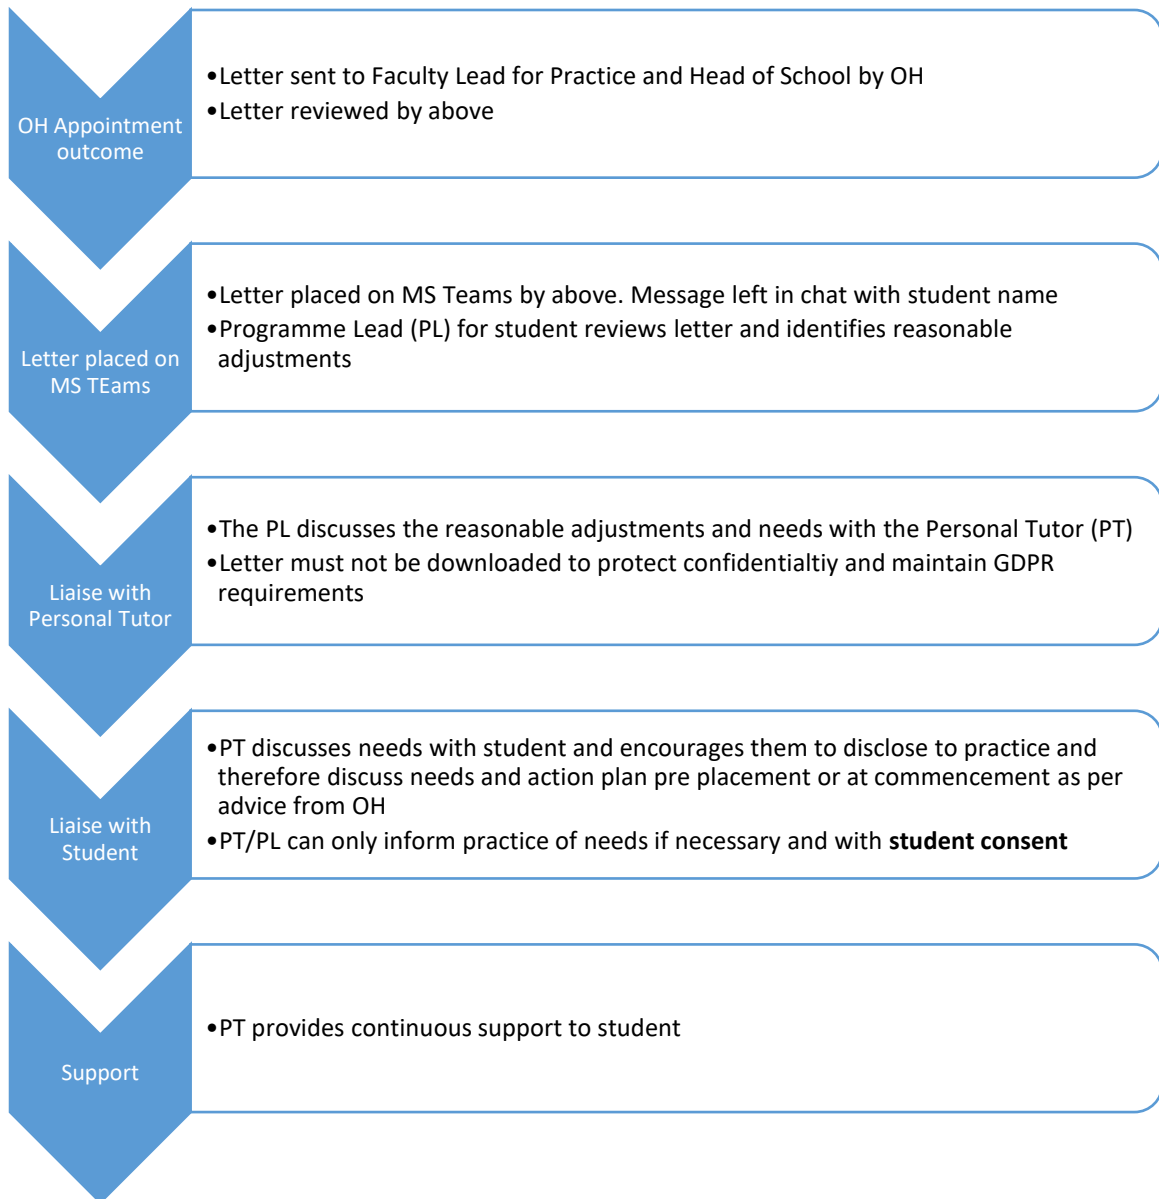 OH Appointment
outcome
•Letter sent to Faculty Lead for Practice and Head of School by OH
•Letter reviewed by above
Letter placed on
MS TEams
•Letter placed on MS Teams by above. Message left in chat with student name
•Programme Lead (PL) for student reviews letter and identifies reasonable
adjustments
Liaise with
Personal Tutor
•The PL discusses the reasonable adjustments and needs with the Personal Tutor (PT)
•Letter must not be downloaded to protect confidentialtiy and maintain GDPR
requirements
Liaise with
Student
•PT discusses needs with student and encourages them to disclose to practice and
therefore discuss needs and action plan pre placement or at commencement as per
advice from OH
•PT/PL can only inform practice of needs if necessary and with student consent
Support
•PT provides continuous support to student